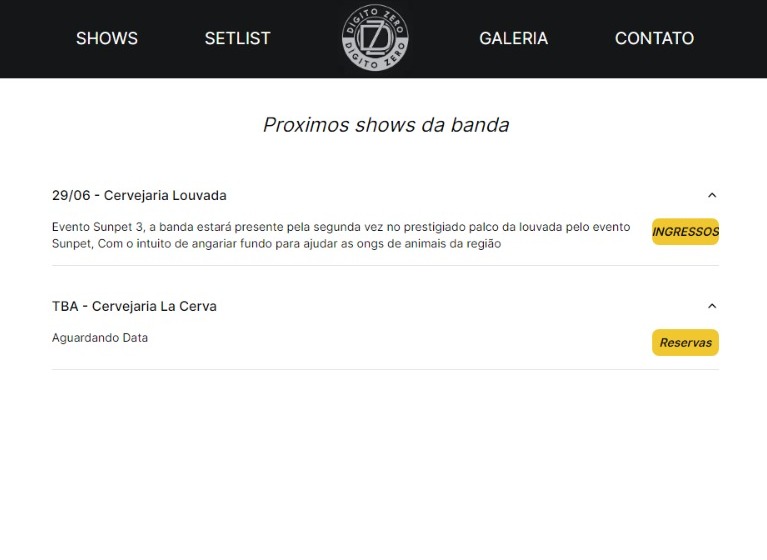 SHOWS SETLIST DIGITO ZERO DZ DIGITO ZERO GALERIA CONTATO
Proximos shows da banda
29/06 - Cervejaria Louvada
Evento Sunpet 3, a banda estará presente pela segunda vez no prestigiado palco da louvada pelo evento
Sunpet, Com o intuito de angariar fundo para ajudar as ongs de animais da região
INGRESSOS
TBA - Cervejaria La Cerva
Aguardando Data
Reservas